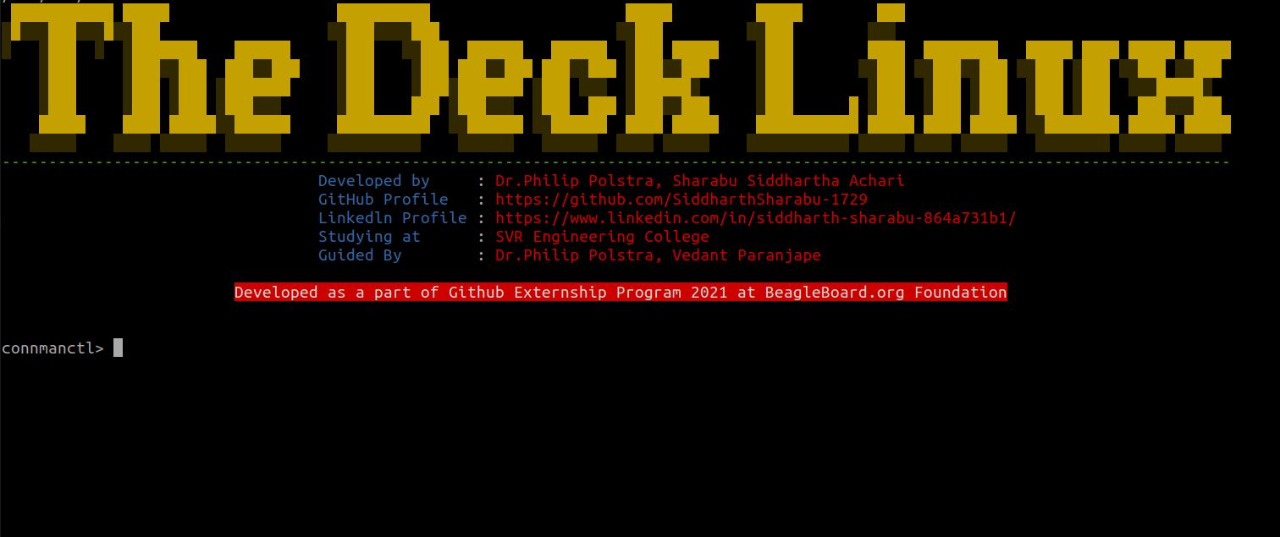 The Deck Linux
Developed by : Dr.Philip Polstra, Sharabu Siddhartha Achari
GitHub Profile : https://github.com/SiddharthSharabu-1729
Linkedln Profile : https://www.linkedin.com/in/siddharth-sharabu-864a731b1/
Studying at : SVR Engineering College
Guided By : Dr.Philip Polstra, Vedant Paranjape
Developed as a part of Github Externship Program 2021 at BeagleBoard.org Foundation
connmanctl>